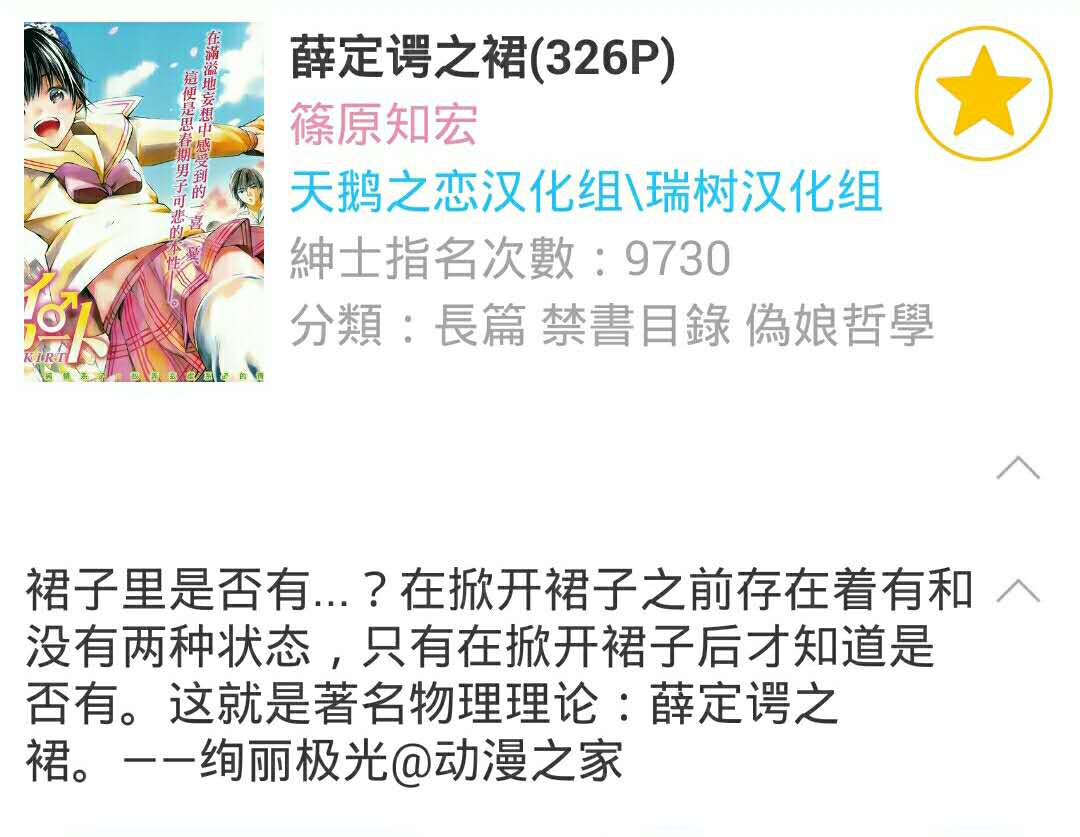 薛定谔之裙(326P)
篠原知宏
天鹅之恋汉化组\瑞树汉化组
紳士指名次數：9730
分類：長篇 禁書目錄 偽娘哲學
在滿溢地妄想中感受到的一喜一憂、
這便是思春期男子可悲的本性——。
KIRT
裙子里是否有...？在掀开裙子之前存在着有和
没有两种状态，只有在掀开裙子后才知道是
否有。这就是著名物理理论：薛定谔之
裙。——绚丽极光@动漫之家